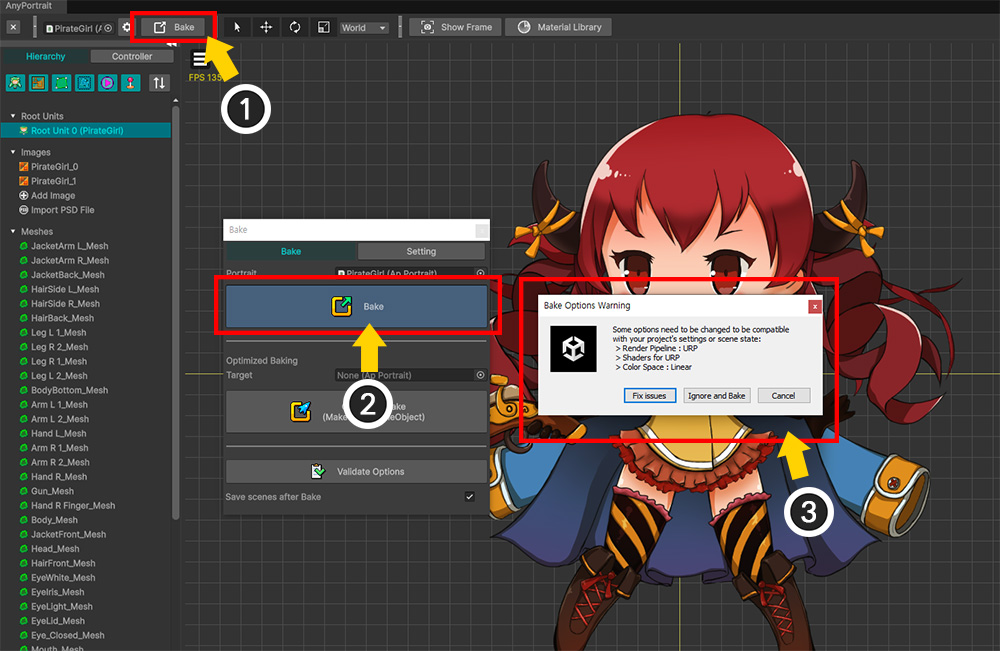 AnyPortrait
PirateGirl (A
Bake
World
Show Frame
Material Library
Hierarchy
Controller
FPS 135
1
Root Units
Root Unit 0 (PirateGirl)
Images
PirateGirl_0
PirateGirl_1
Add Image
Import PSD File
Meshes
JacketArm L_Mesh
JacketArm R_Mesh
JacketBack_Mesh
HairSide L_Mesh
HairSide R_Mesh
HairBack_Mesh
Leg L 1_Mesh
Leg R 2_Mesh
Leg R 1_Mesh
Leg L 2_Mesh
BodyBottom_Mesh
Arm L 1_Mesh
Arm L 2_Mesh
Hand L_Mesh
Arm R 1_Mesh
Arm R 2_Mesh
Hand R_Mesh
Gun_Mesh
Hand R Finger_Mesh
Body_Mesh
JacketFront_Mesh
Head_Mesh
HairFront_Mesh
EyeWhite_Mesh
EyeIris_Mesh
EyeLight_Mesh
EyeLid_Mesh
Eye_Closed_Mesh
Mouth_Mesh
Bake
Bake
Setting
Portrait
PirateGirl (Ap Portrait)
Bake
Optimized Baking
Target
None (Ap Portrait)
2
Validate Options
Save scenes after Bake
Bake Options Warning
Some options need to be changed to be compatible
with your project's settings or scene state:
> Render Pipeline : URP
> Shaders for URP
> Color Space : Linear
Fix issues
Ignore and Bake
Cancel
3